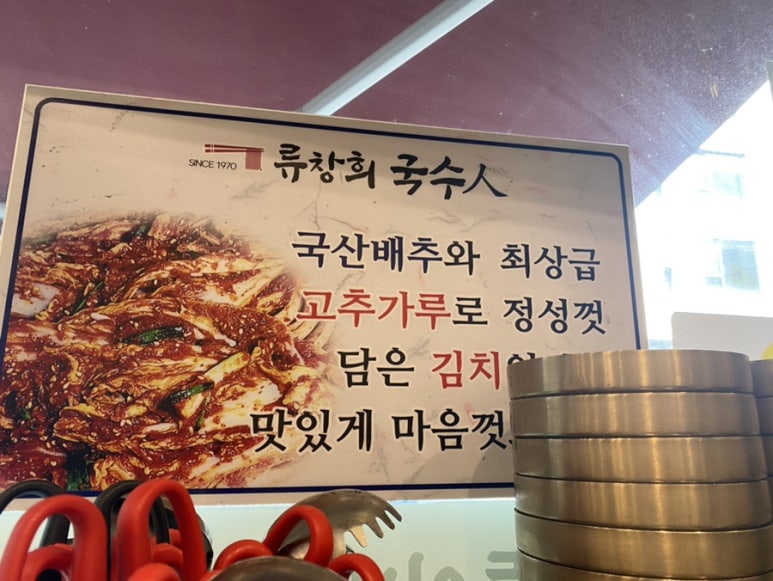 SINCE 1970
류창희 국수人
국산배추와 최상급
고추가루로 정성껏
담은 김치
맛있게 마음껏